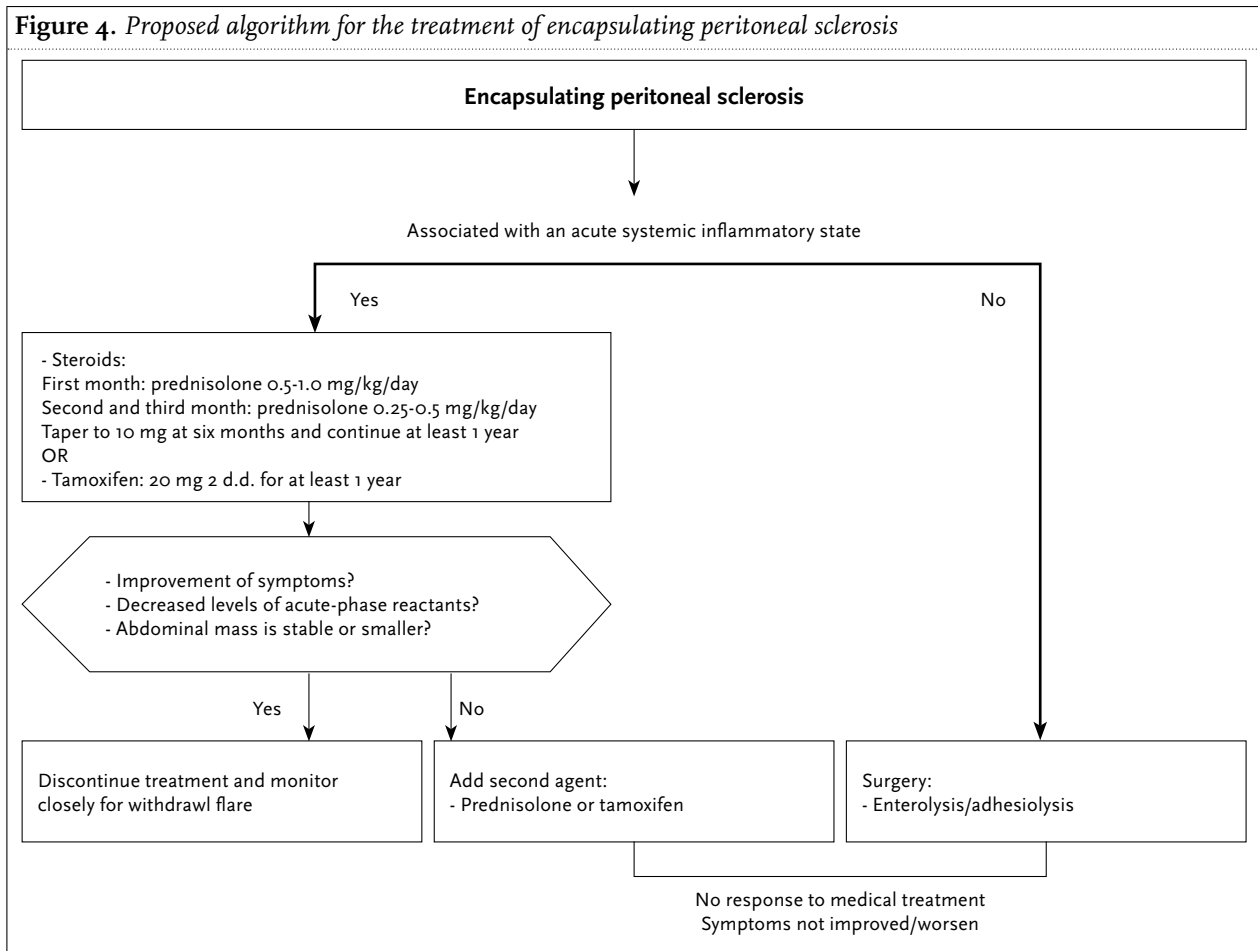 Figure 4. Proposed algorithm for the treatment of encapsulating peritoneal sclerosis
Encapsulating peritoneal sclerosis
Associated with an acute systemic inflammatory state
Yes
No
- Steroids:
First month: prednisolone 0.5-1.0 mg/kg/day
Second and third month: prednisolone 0.25-0.5 mg/kg/day
Taper to 10 mg at six months and continue at least 1 year
OR
- Tamoxifen: 20 mg 2 d.d. for at least 1 year
- Improvement of symptoms?
- Decreased levels of acute-phase reactants?
- Abdominal mass is stable or smaller?
Yes
No
Discontinue treatment and monitor
closely for withdrawl flare
Add second agent:
- Prednisolone or tamoxifen
Surgery:
- Enterolysis/adhesiolysis
No response to medical treatment
Symptoms not improved/worsen